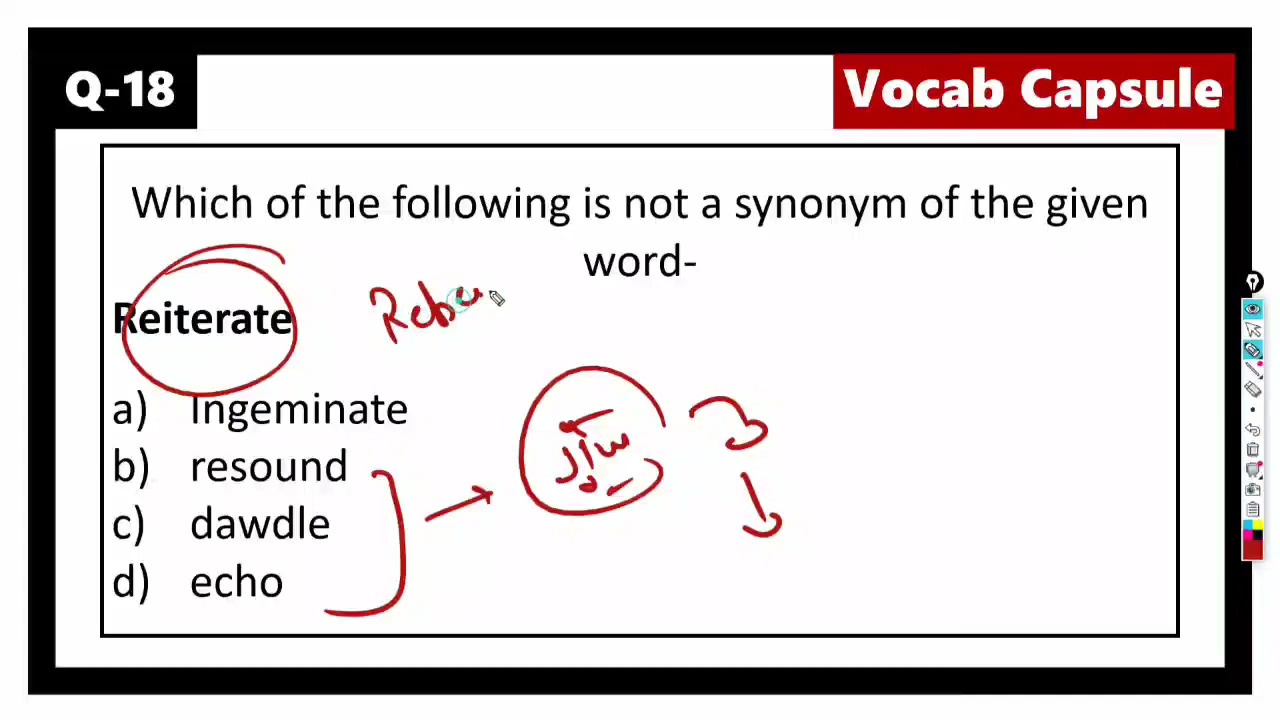 Q-18
Vocab Capsule
Which of the following is not a synonym of the given
word-
Reiterate
a) Ingeminate
b) resound
c) dawdle
d) echo